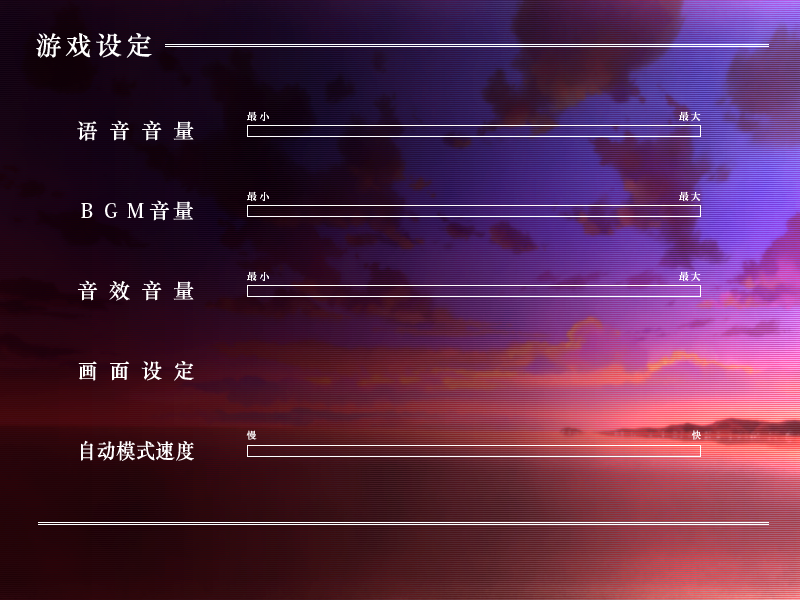 游戏设定
最小 最大
语音音量
最小 最大
BGM音量
最小 最大
音效音量
画面设定
慢 快
自动模式速度